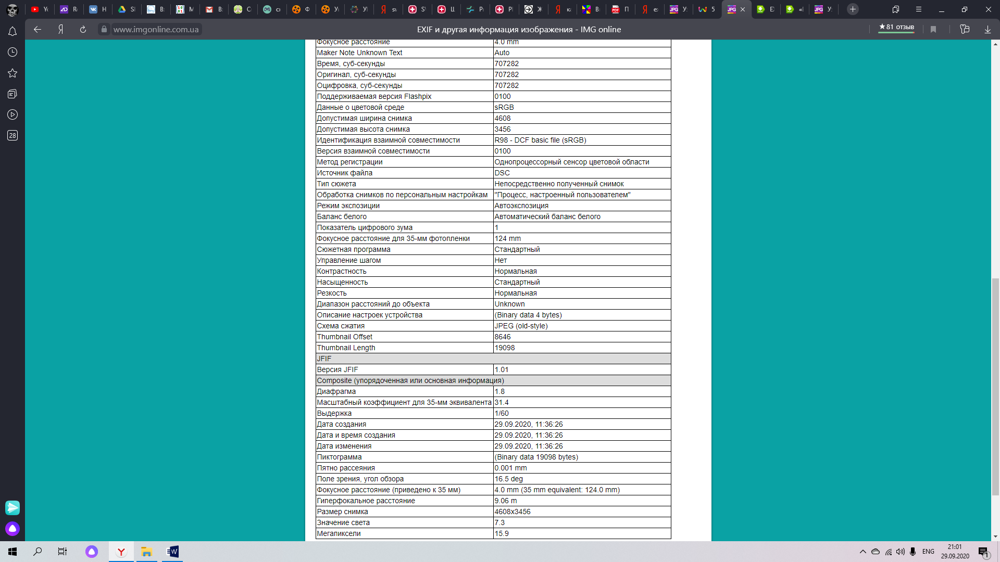 Yc
Re
Н
Sl
B:
M
B:
C
ci
Ф
Уı
УI
sv
S\
Ц
Pi
PI
Ж
ка
B
П
е:
У:
5
JPG
E
«I
У:
www.imgonline.com.ua
EXIF и другая информация изображения - IMG online
★81 отзыв
28
Фокусное расстояние 4.0 mm
Maker Note Unknown Text Auto
Время, суб-секунды 707282
Оригинал, суб-секунды 707282
Оцифровка, суб-секунды 707282
Поддерживаемая версия Flashpix 0100
Данные о цветовой среде sRGB
Допустимая ширина снимка 4608
Допустимая высота снимка 3456
Идентификация взаимной совместимости R98 - DCF basic file (sRGB)
Версия взаимной совместимости 0100
Метод регистрации Однопроцессорный сенсор цветовой области
Источник файла DSC
Тип сюжета Непосредственно полученный снимок
Обработка снимков по персональным настройкам "Процесс, настроенный пользователем"
Режим экспозиции Автоэкспозиция
Баланс белого Автоматический баланс белого
Показатель цифрового зума 1
Фокусное расстояние для 35-мм фотопленки 124 mm
Сюжетная программа Стандартный
Управление шагом Нет
Контрастность Нормальная
Насыщенность Стандартный
Резкость Нормальная
Диапазон расстояний до объекта Unknown
Описание настроек устройства (Binary data 4 bytes)
Схема сжатия JPEG (old-style)
Thumbnail Offset 8646
Thumbnail Length 19098
JFIF
Версия JFIF 1.01
Composite (упорядоченная или основная информация)
Диафрагма 1.8
Масштабный коэффициент для 35-мм эквивалента 31.4
Выдержка 1/60
Дата создания 29.09.2020, 11:36:26
Дата и время создания 29.09.2020, 11:36:26
Дата изменения 29.09.2020, 11:36:26
Пиктограмма (Binary data 19098 bytes)
Пятно рассеяния 0.001 mm
Поле зрения, угол обзора 16.5 deg
Фокусное расстояние (приведено к 35 мм) 4.0 mm (35 mm equivalent: 124.0 mm)
Гиперфокальное расстояние 9.06 m
Размер снимка 4608x3456
Значение света 7.3
Мегапиксели 15.9
ENG
21:01
29.09.2020
1